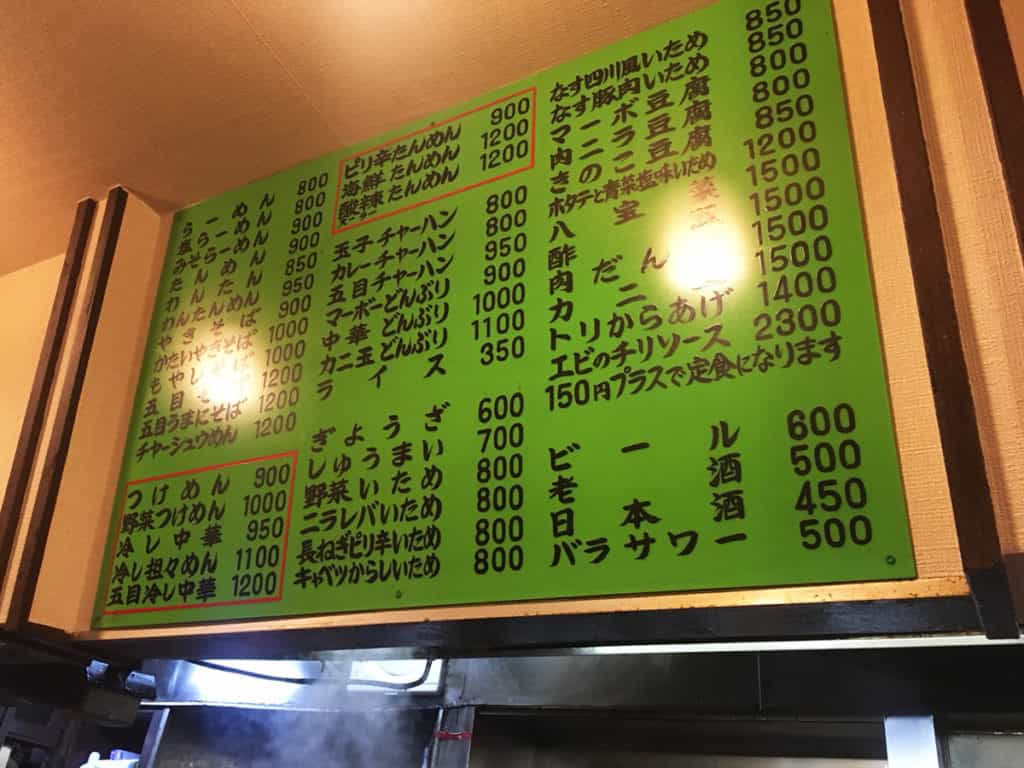 らーめん 800
塩らーめん 800
みそらーめん 900
たんめん 900
わんたん 850
わんたんめん 950
やきそば 900
かたいやきそば 1000
もやしそば 1000
五目そば 1200
五目うまにそば 1200
チャーシュウめん 1200
つけめん 900
野菜つけめん 1000
冷し中華 950
冷し担々めん 1100
五目冷し中華 1200
ピリ辛たんめん 900
海鮮たんめん 1200
酸辣たんめん 1200
玉子チャーハン 800
カレーチャーハン 800
五目チャーハン 950
マーボーどんぶり 900
中華どんぶり 1000
カニ玉どんぶり 1100
ライス 350
ぎょうざ 600
しゅうまい 700
野菜いため 800
ニラレバいため 800
長ねぎピリ辛いため 800
キャベツからしいため 800
なす四川風いため 850
なす豚肉いため 850
マーボ豆腐 800
肉ニラ豆腐 800
きのこ豆腐 850
ホタテと青菜塩味いため 1200
八宝菜 1500
酢 1500
肉だん 1500
カニ 1500
トリからあげ 1400
エビのチリソース 2300
150円プラスで定食になります
ビール 600
老酒 500
日本酒 450
バラサワー 500